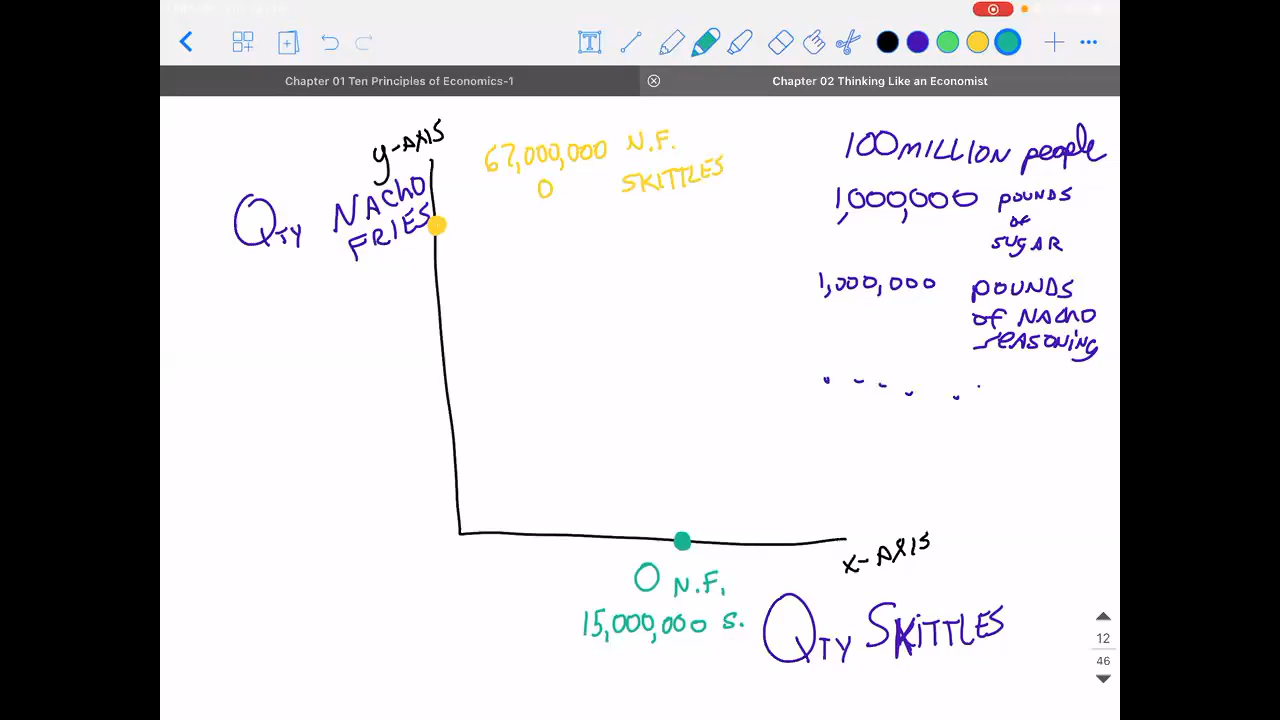 Chapter 01 Ten Principles of Economics-1
Chapter 02 Thinking Like an Economist
y-AXIS
QTY NACHO
FRIES
67,000,000 N.F.
0 SKITTLES
100 MILLION people
1,000,000 POUNDS
OF
SUGAR
1,000,000 POUNDS
OF NACHO
SEASONING
X-AXIS
0 N.F.
15,000,000 S.
QTY SKITTLES
12
46